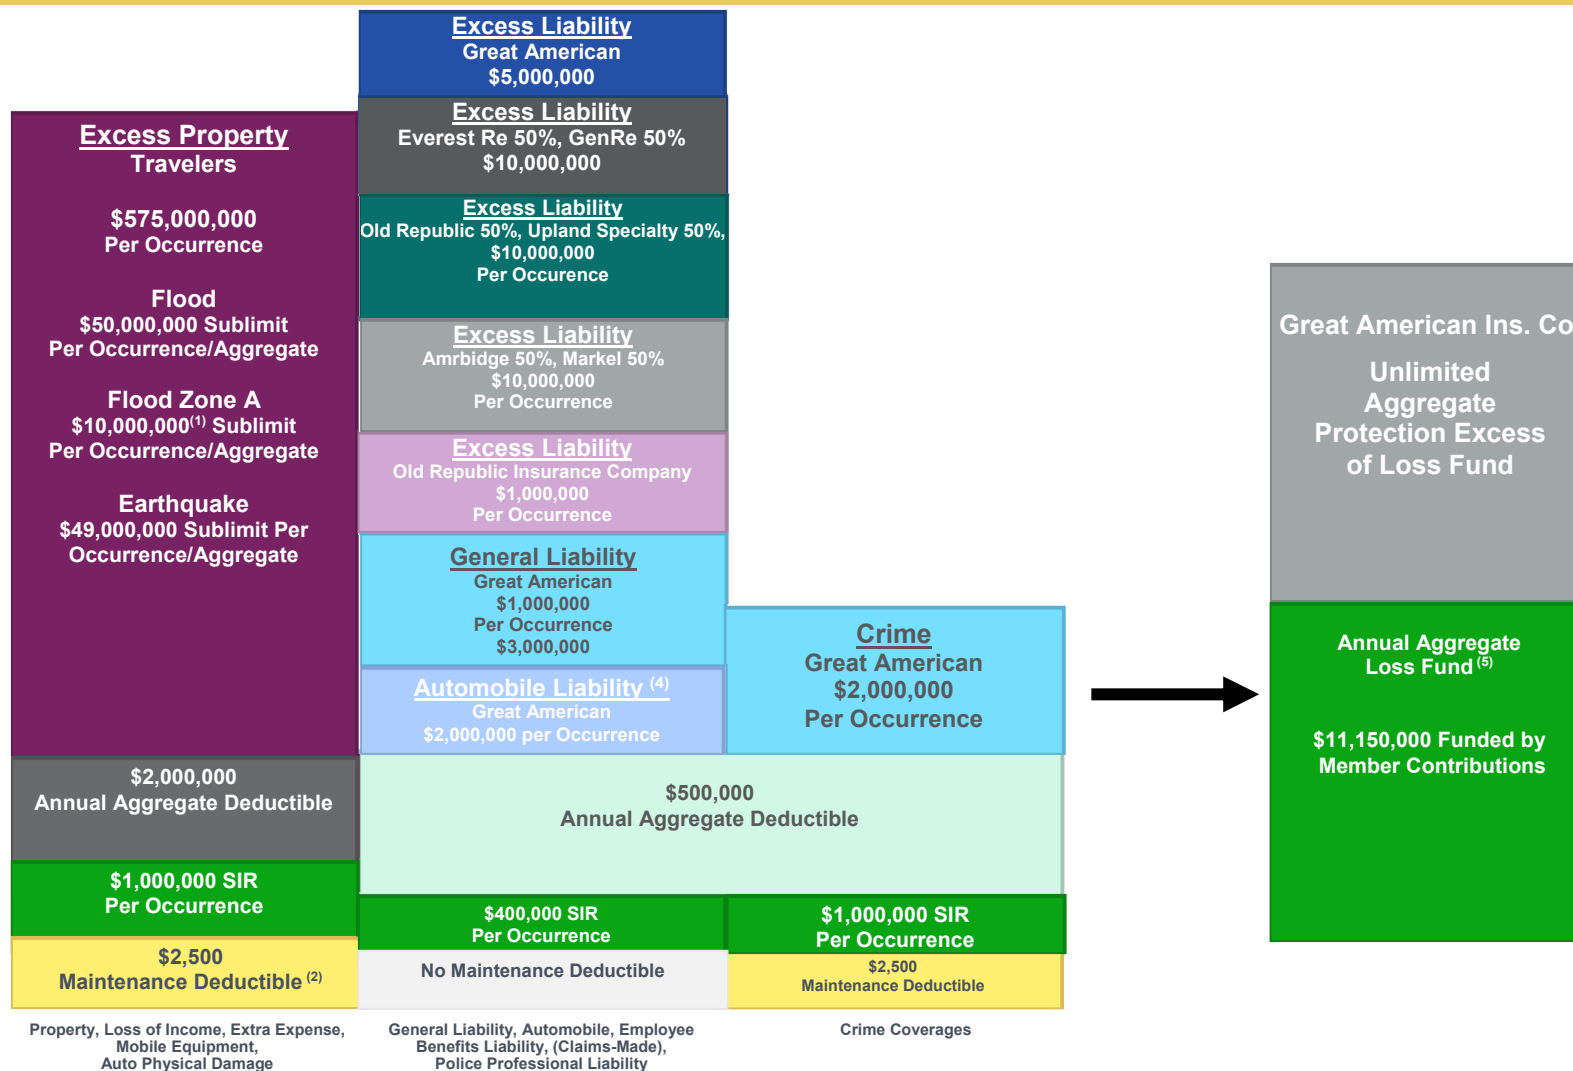 Excess Liability
Great American
$5,000,000
Excess Liability
Everest Re 50%, GenRe 50%
$10,000,000
Excess Liability
Old Republic 50%, Upland Specialty 50%,
$10,000,000
Per Occurence
Excess Liability
Amrbidge 50%, Markel 50%
$10,000,000
Per Occurrence
Excess Liability
Old Republic Insurance Company
$1,000,000
Per Occurrence
General Liability
Great American
$1,000,000
Per Occurrence
$3,000,000
Automobile Liability (4)
Great American
$2,000,000 per Occurrence
Excess Property
Travelers
$575,000,000
Per Occurrence
Flood
$50,000,000 Sublimit
Per Occurrence/Aggregate
Flood Zone A
$10,000,000(1) Sublimit
Per Occurrence/Aggregate
Earthquake
$49,000,000 Sublimit Per
Occurrence/Aggregate
$2,000,000
Annual Aggregate Deductible
$1,000,000 SIR
Per Occurrence
$2,500
Maintenance Deductible (2)
Property, Loss of Income, Extra Expense,
Mobile Equipment,
Auto Physical Damage
$500,000
Annual Aggregate Deductible
$400,000 SIR
Per Occurrence
No Maintenance Deductible
General Liability, Automobile, Employee
Benefits Liability, (Claims-Made),
Police Professional Liability
Crime
Great American
$2,000,000
Per Occurrence
$1,000,000 SIR
Per Occurrence
$2,500
Maintenance Deductible
Crime Coverages
Great American Ins. Co
Unlimited
Aggregate
Protection Excess
of Loss Fund
Annual Aggregate
Loss Fund (5)
$11,150,000 Funded by
Member Contributions